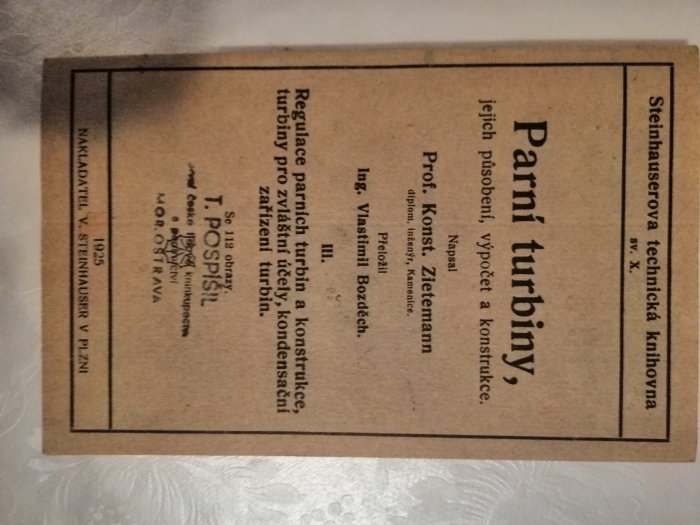 Steinhauserova technická knihovna
sv. X.
Parní turbiny,
jejich působení, výpočet a konstrukce.
Napsal
Prof. Konst. Zietemann
diplom. inženýr, Kamenice.
Přeložil
Ing. Vlastimil Bozděch.
III.
Regulace parních turbin a konstrukce,
turbiny pro zvláštní účely, kondensační
zařízení turbin.
Se 112 obrazy.
T. POSPÍŠIL
české knihkupectví
MOR. OSTRAVA
1925
NAKLADATEL V. STEINHAUSER V PLZNI